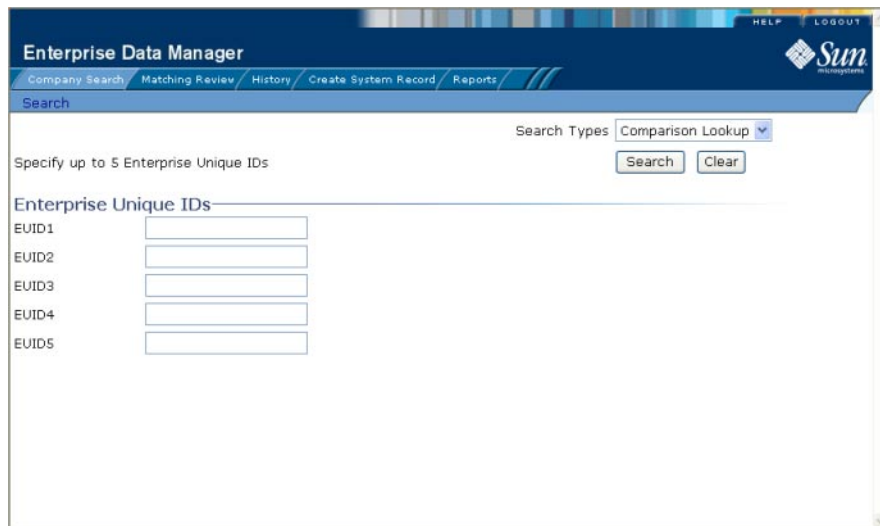 HELP LOGOUT
Enterprise Data Manager
Sun
microsystems
Company Search Matching Review History Create System Record Reports
Search
Search Types Comparison Lookup
Specify up to 5 Enterprise Unique IDs Search Clear
Enterprise Unique IDs
EUID1
EUID2
EUID3
EUID4
EUID5